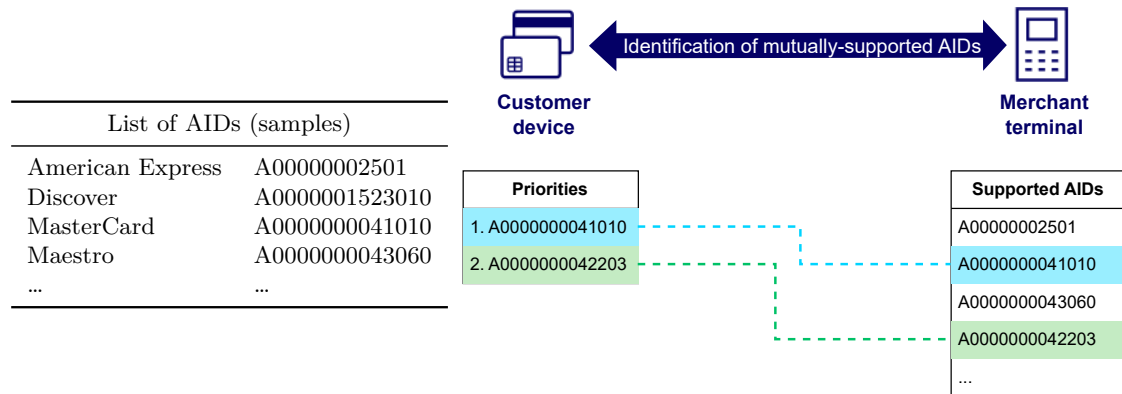 Identification of mutually-supported AIDs
Customer
device
Merchant
terminal
List of AIDs (samples)
American Express A00000002501
Discover A0000001523010
MasterCard A0000000041010
Maestro A0000000043060
... ...
Priorities
1. A0000000041010
2. A0000000042203
Supported AIDs
A00000002501
A0000000041010
A0000000043060
A0000000042203
...